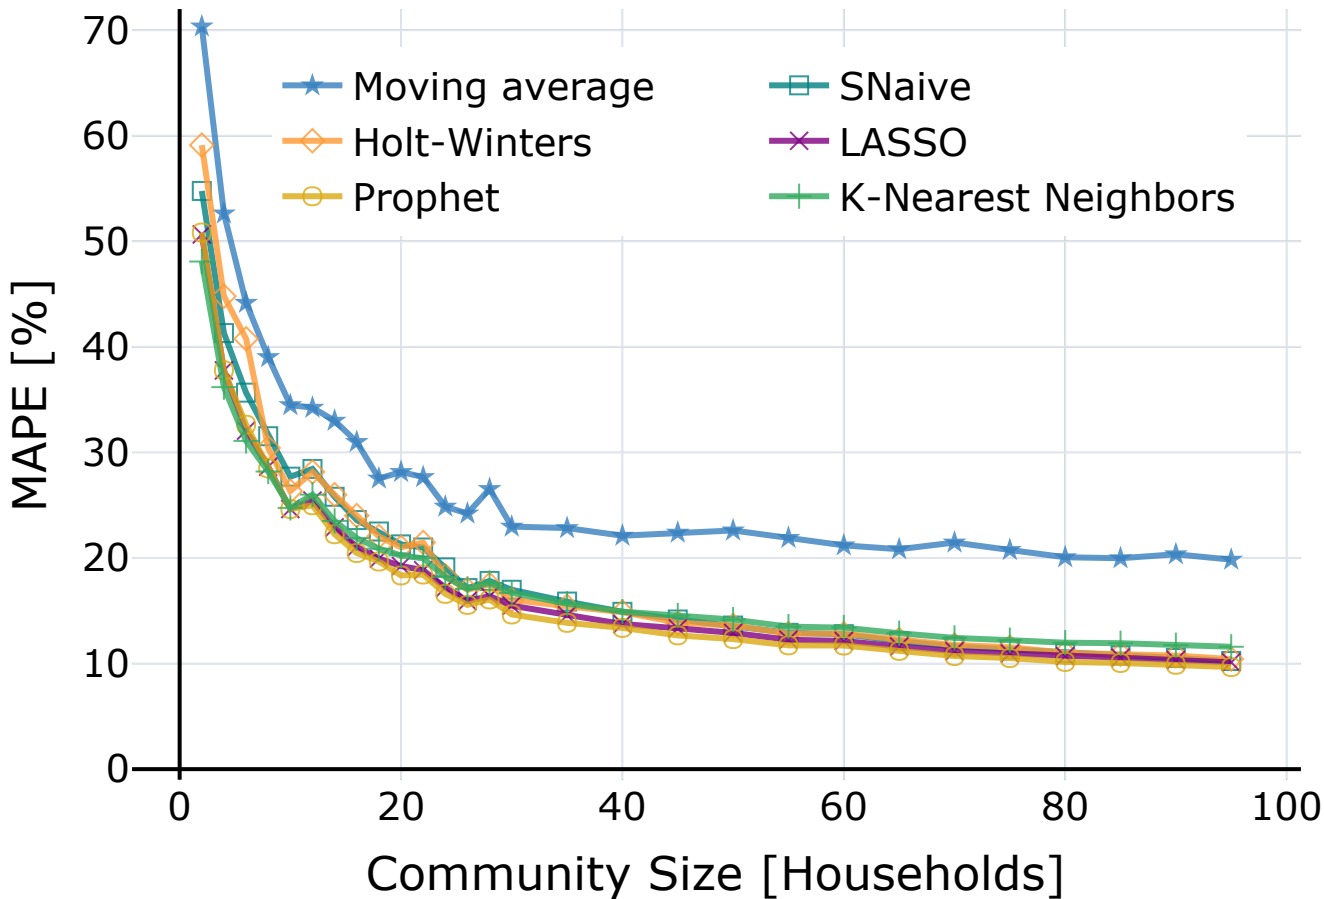 70
60
50
40
30
20
10
0
MAPE [%]
Moving average
Holt-Winters
Prophet
SNaive
LASSO
K-Nearest Neighbors
0 20 40 60 80 100
Community Size [Households]